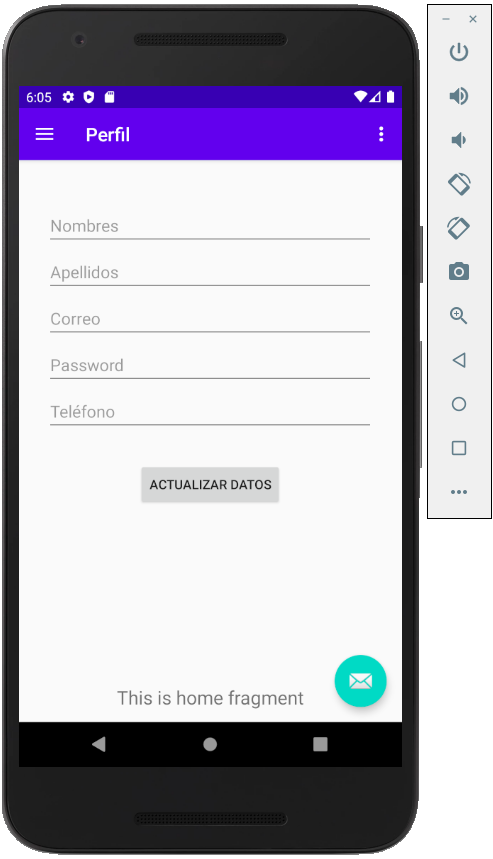 6:05
Perfil
Nombres
Apellidos
Correo
Password
Teléfono
ACTUALIZAR DATOS
This is home fragment